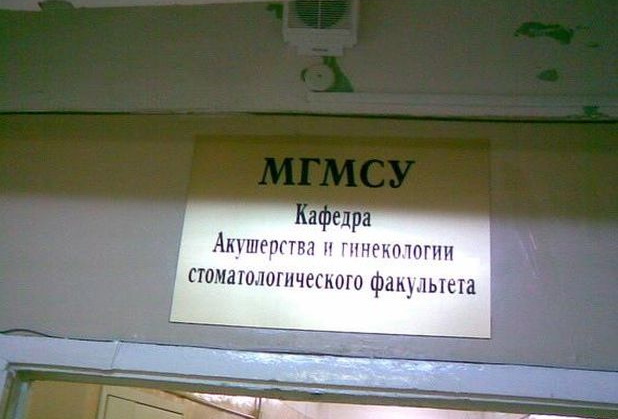 МГМСУ
Кафедра
Акушерства и гинекологии
стоматологического факультета